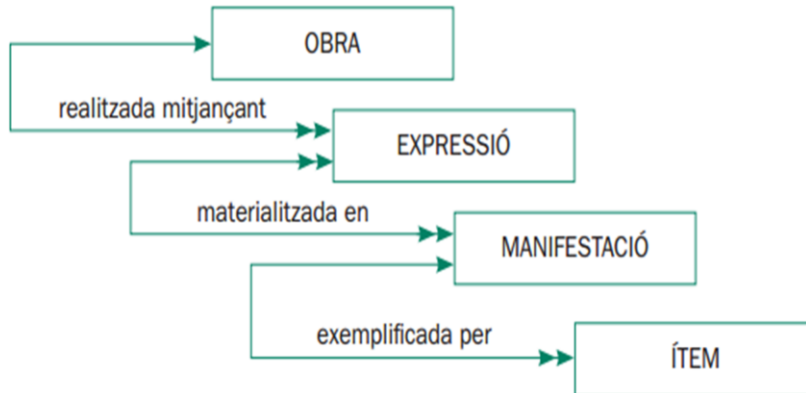 OBRA
realitzada mitjançant
EXPRESSIÓ
materialitzada en
MANIFESTACIÓ
exemplificada per
ÍTEM